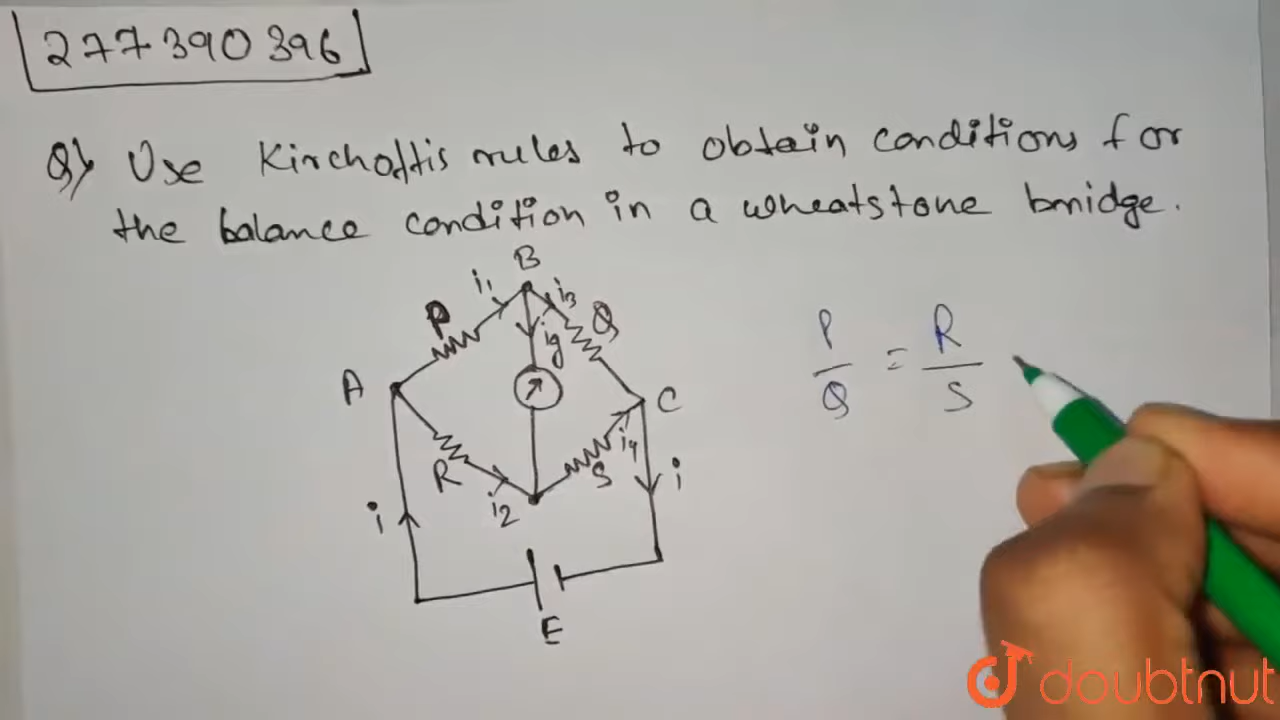 277390396
Q) Use Kirchoff's rules to obtain conditions for
the balance condition in a wheatstone bridge.
B
i1 i3
P Q
ig
A C
P/Q = R/S
R S i4
i i2 i
E
doubtnut